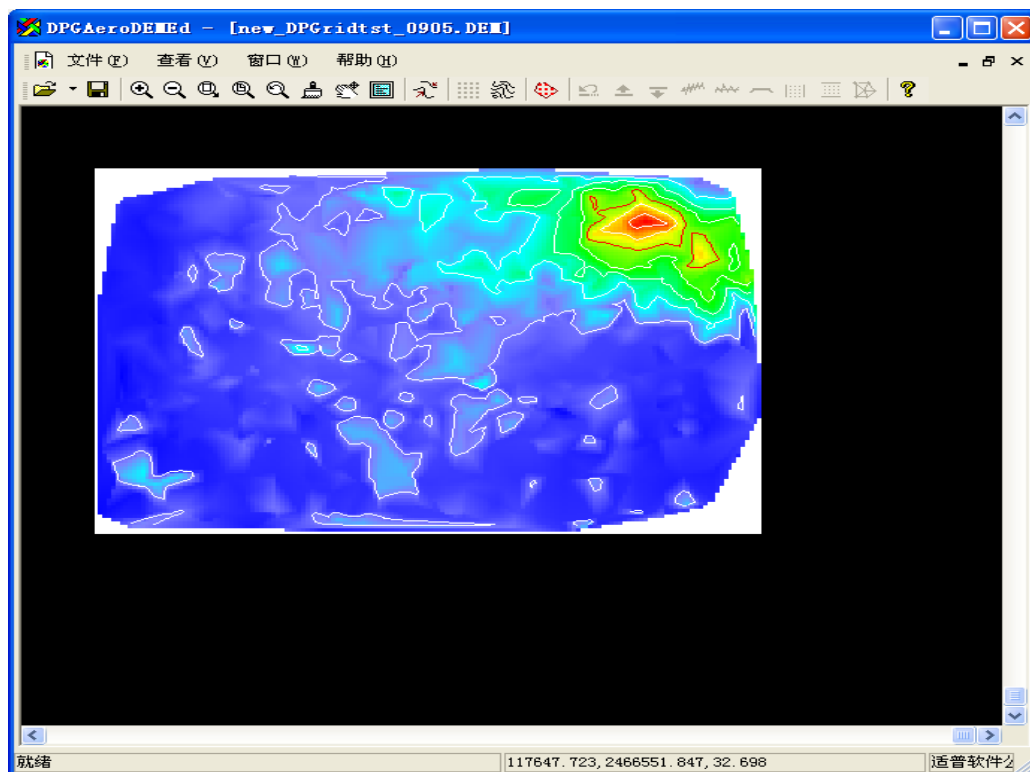 DPGAeroDEMEd - [new_DPGridtst_0905.DEM]
文件(F) 查看(V) 窗口(W) 帮助(H)
就绪 117647.723,2466551.847,32.698 适普软件